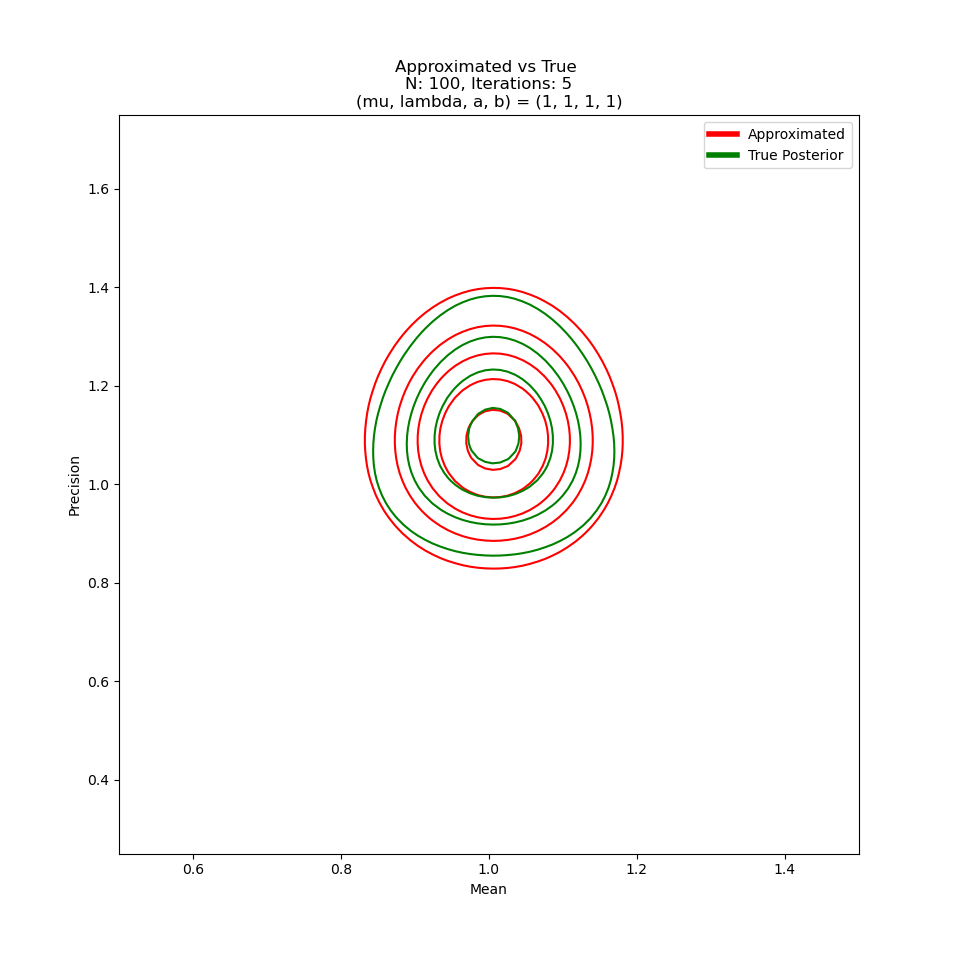 Approximated vs True
N: 100, Iterations: 5
(mu, lambda, a, b) = (1, 1, 1, 1)
Approximated
True Posterior
1.6
1.4
1.2
1.0
0.8
0.6
0.4
Precision
0.6 0.8 1.0 1.2 1.4
Mean